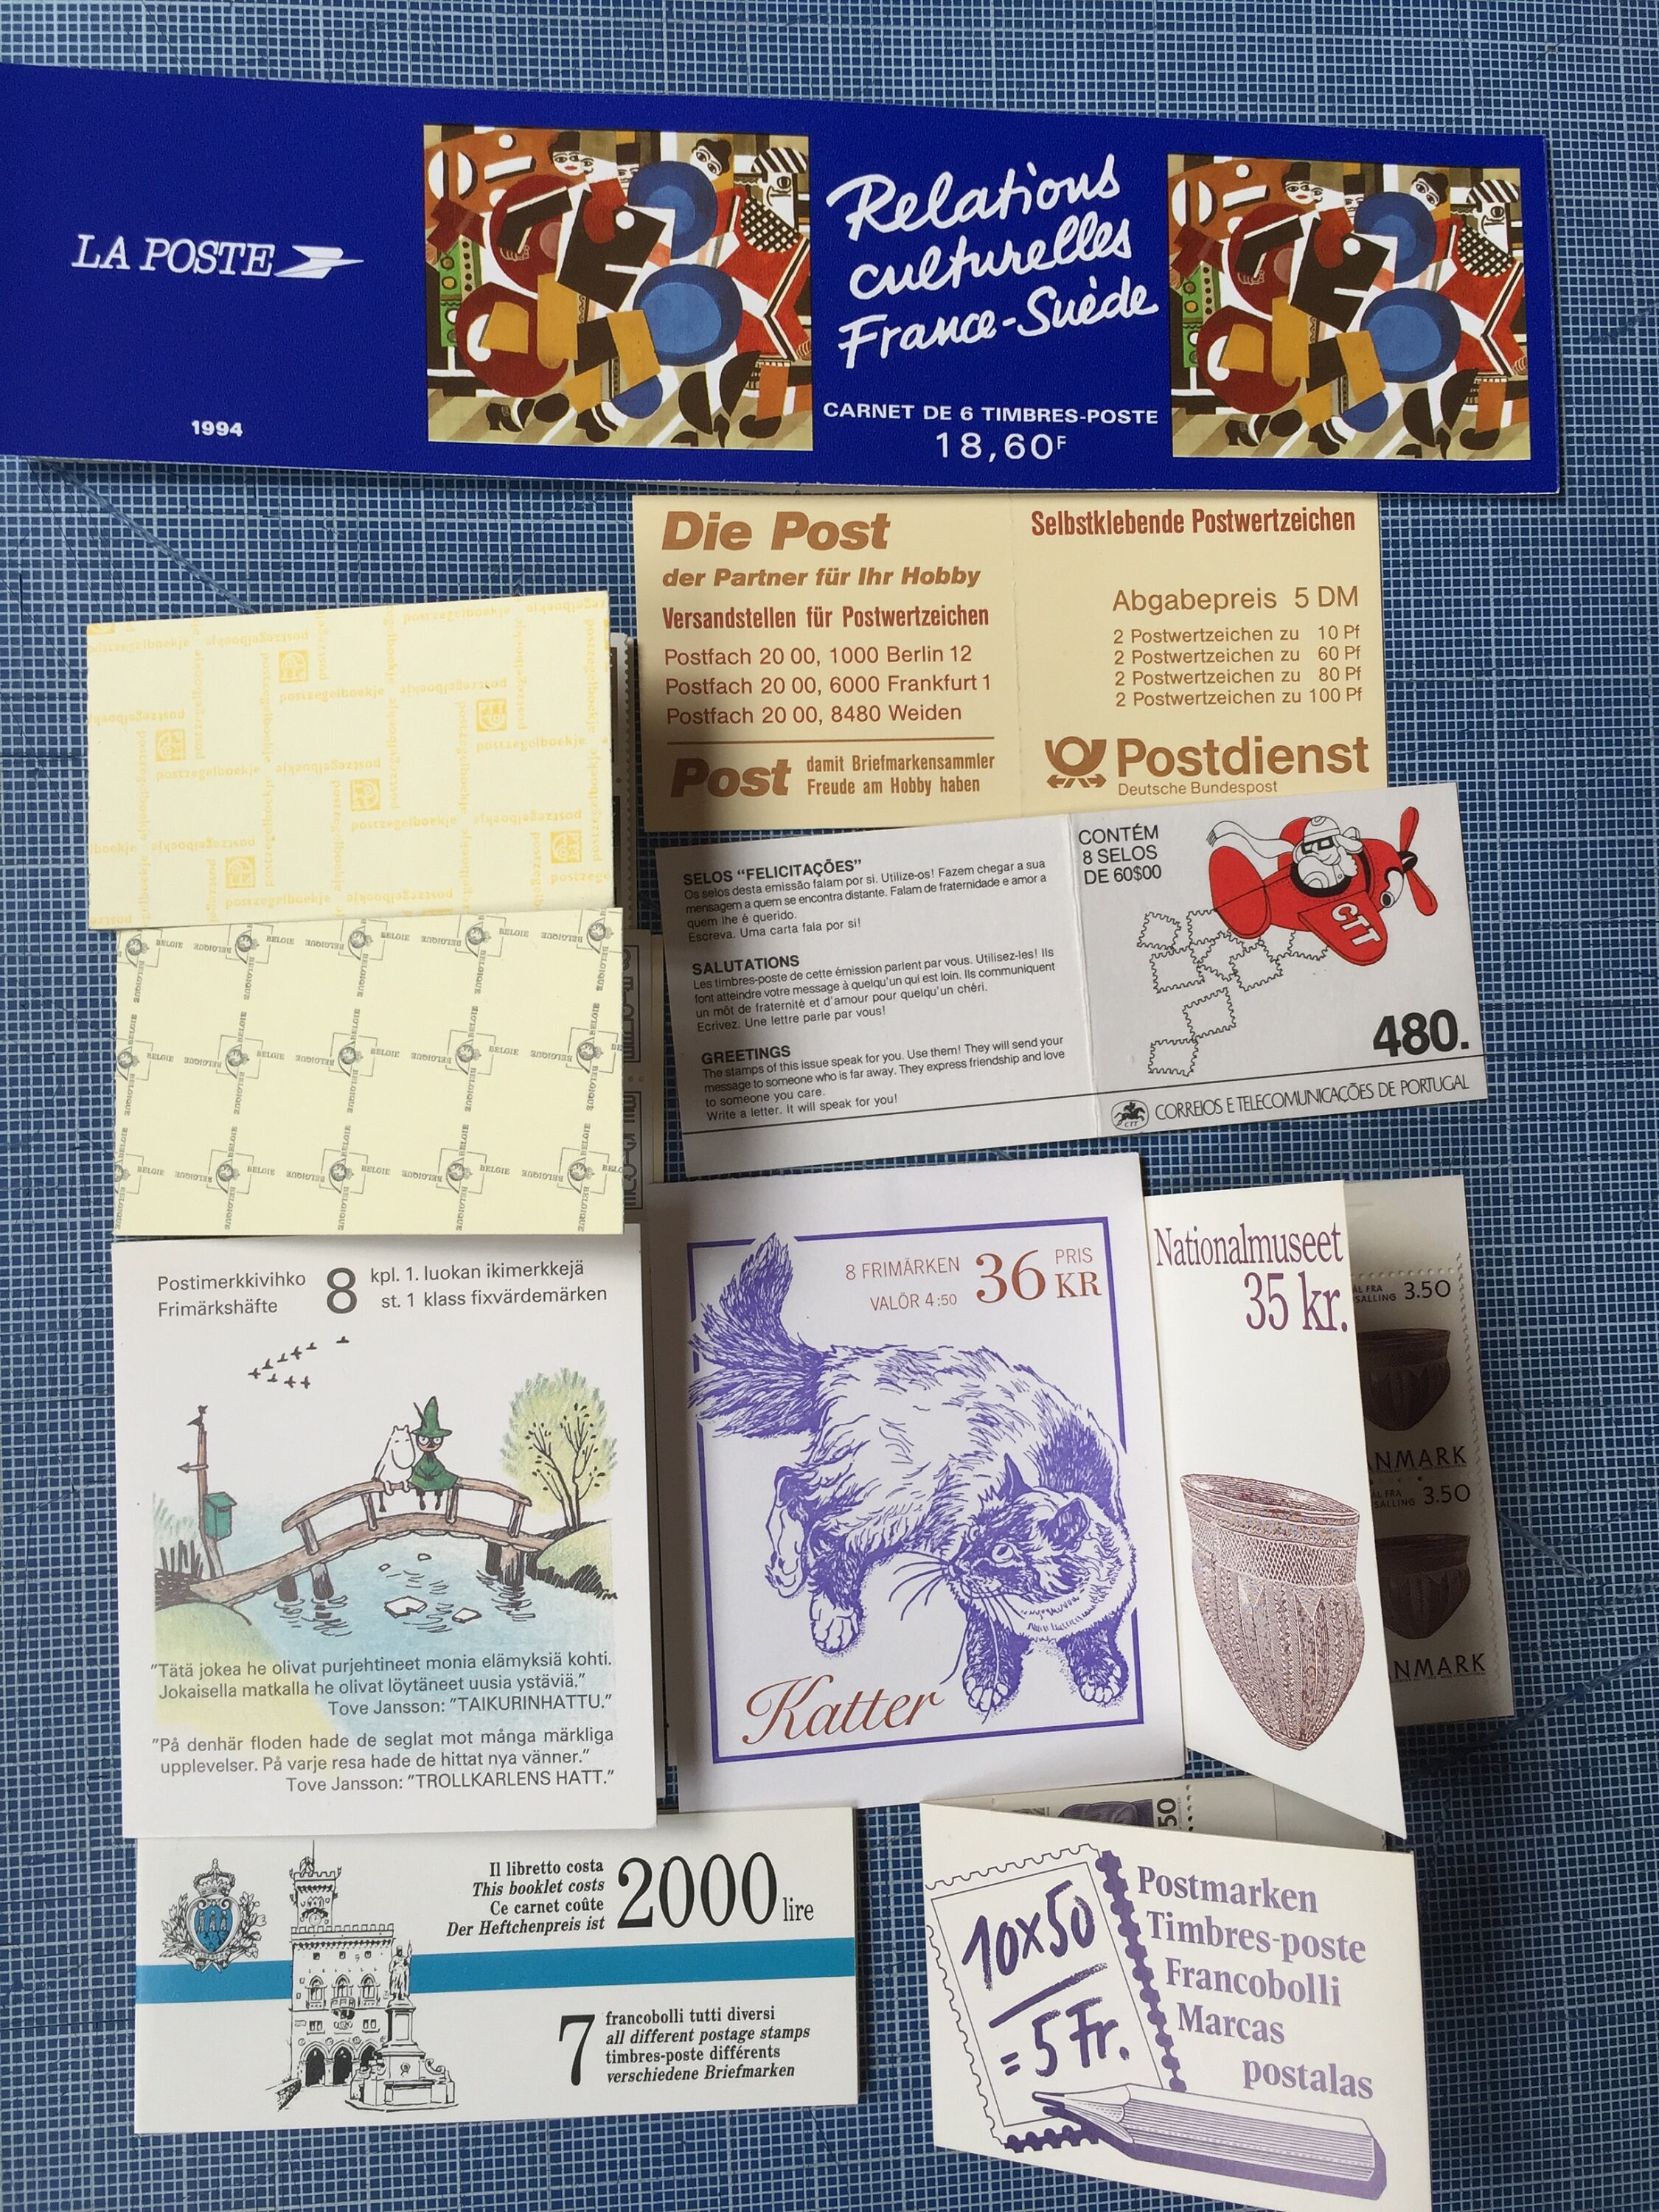 LA POSTE
1994
Relations
culturelles
France-Suède
CARNET DE 6 TIMBRES-POSTE
18,60F
Die Post
der Partner für Ihr Hobby
Versandstellen für Postwertzeichen
Postfach 20 00, 1000 Berlin 12
Postfach 20 00, 6000 Frankfurt 1
Postfach 20 00, 8480 Weiden
Post
damit Briefmarkensammler
Freude am Hobby haben
Selbstklebende Postwertzeichen
Abgabepreis 5 DM
2 Postwertzeichen zu 10 Pf
2 Postwertzeichen zu 60 Pf
2 Postwertzeichen zu 80 Pf
2 Postwertzeichen zu 100 Pf
Postdienst
Deutsche Bundespost
postzegelboekje
BELGIE
BELGIQUE
SELOS “FELICITAÇÕES”
Os selos desta emissão falam por si. Utilize-os! Fazem chegar a sua
mensagem a quem se encontra distante. Falam de fraternidade e amor a
quem lhe é querido.
Escreva. Uma carta fala por si!
SALUTATIONS
Les timbres-poste de cette émission parlent par vous. Utilisez-les! Ils
font atteindre votre message à quelqu'un qui est loin. Ils communiquent
un môt de fraternité et d'amour pour quelqu'un chéri.
Ecrivez. Une lettre parle par vous!
GREETINGS
The stamps of this issue speak for you. Use them! They will send your
message to someone who is far away. They express friendship and love
to someone you care.
Write a letter. It will speak for you!
CONTÉM
8 SELOS
DE 60$00
CTT
480.
CTT
CORREIOS E TELECOMUNICAÇÕES DE PORTUGAL
Postimerkkivihko
Frimärkshäfte
8
kpl. 1. luokan ikimerkkejä
st. 1 klass fixvärdemärken
"Tätä jokea he olivat purjehtineet monia elämyksiä kohti.
Jokaisella matkalla he olivat löytäneet uusia ystäviä."
Tove Jansson: "TAIKURINHATTU."
"På denhär floden hade de seglat mot många märkliga
upplevelser. På varje resa hade de hittat nya vänner."
Tove Jansson: "TROLLKARLENS HATT."
8 FRIMÄRKEN
VALÖR 4:50
36
PRIS
KR
Katter
Nationalmuseet
35 kr.
AL FRA
SALLING 3.50
NMARK
AL FRA
SALLING 3.50
NMARK
Il libretto costa
This booklet costs
Ce carnet coûte
Der Heftchenpreis ist
2000 lire
7
francobolli tutti diversi
all different postage stamps
timbres-poste différents
verschiedene Briefmarken
50
10x50
= 5 Fr.
Postmarken
Timbres-poste
Francobolli
Marcas
postalas